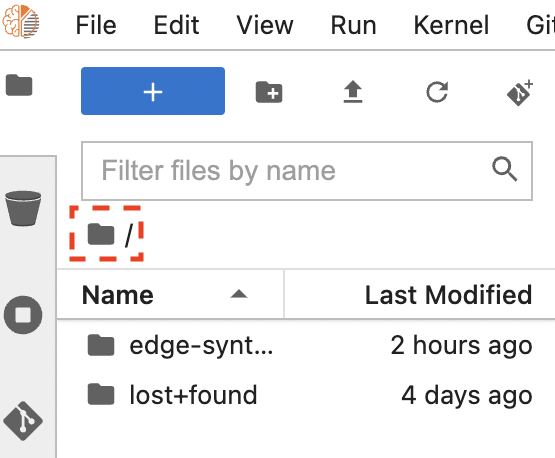 File Edit View Run Kernel Git
+
Filter files by name
/
Name Last Modified
edge-synt... 2 hours ago
lost+found 4 days ago